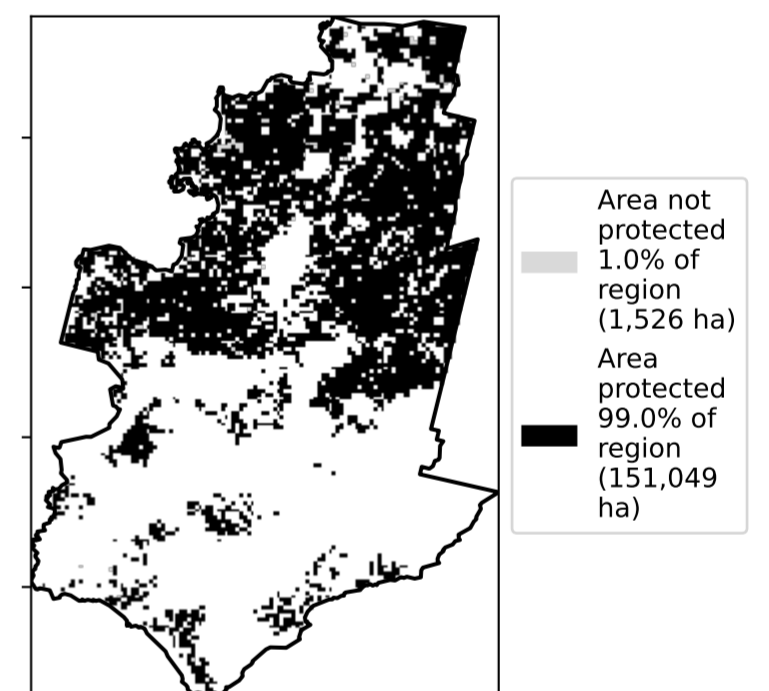 Area not
protected
1.0% of
region
(1,526 ha)
Area
protected
99.0% of
region
(151,049
ha)